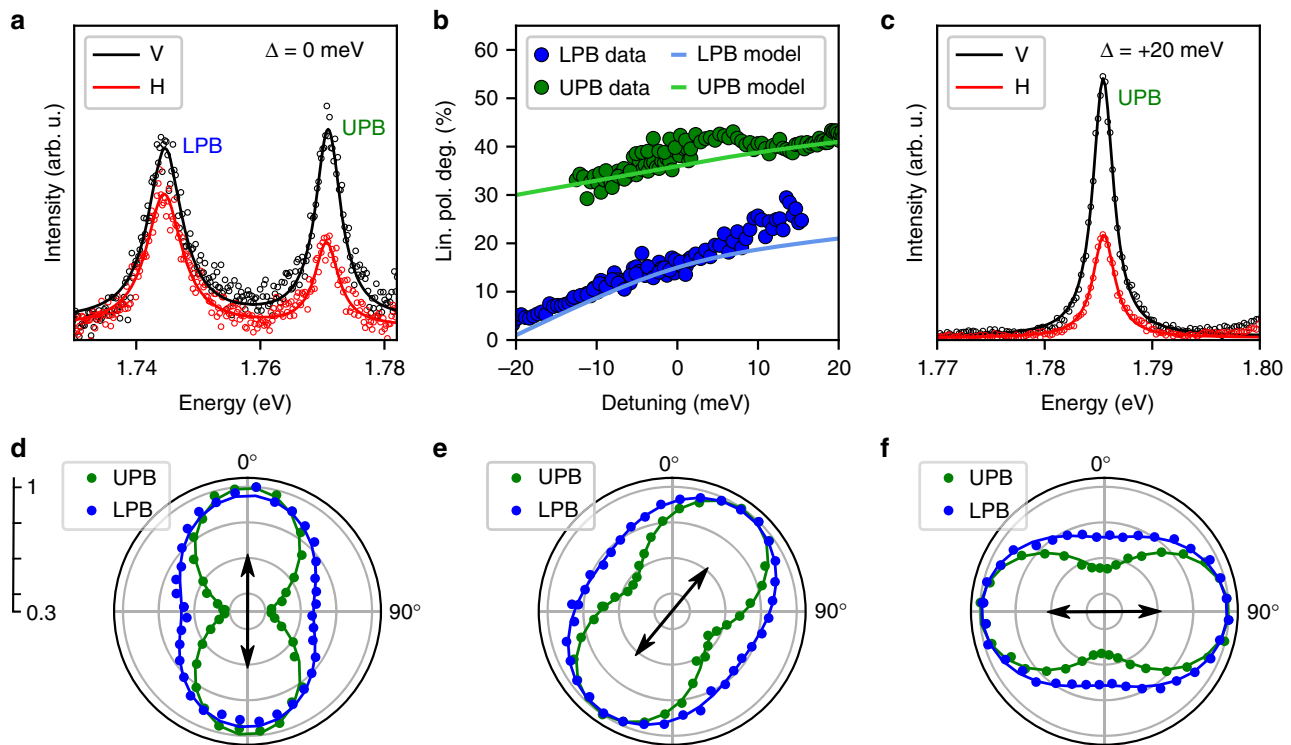 a
V
H
Δ = 0 meV
LPB
UPB
Intensity (arb. u.)
1.74
1.76
1.78
Energy (eV)
b
LPB data
LPB model
UPB data
UPB model
Lin. pol. deg. (%)
60
50
40
30
20
10
0
−20
−10
0
10
20
Detuning (meV)
c
V
H
Δ = +20 meV
UPB
Intensity (arb. u.)
1.77
1.78
1.79
1.80
Energy (eV)
d
UPB
LPB
0°
90°
1
0.3
e
UPB
LPB
0°
90°
f
UPB
LPB
0°
90°